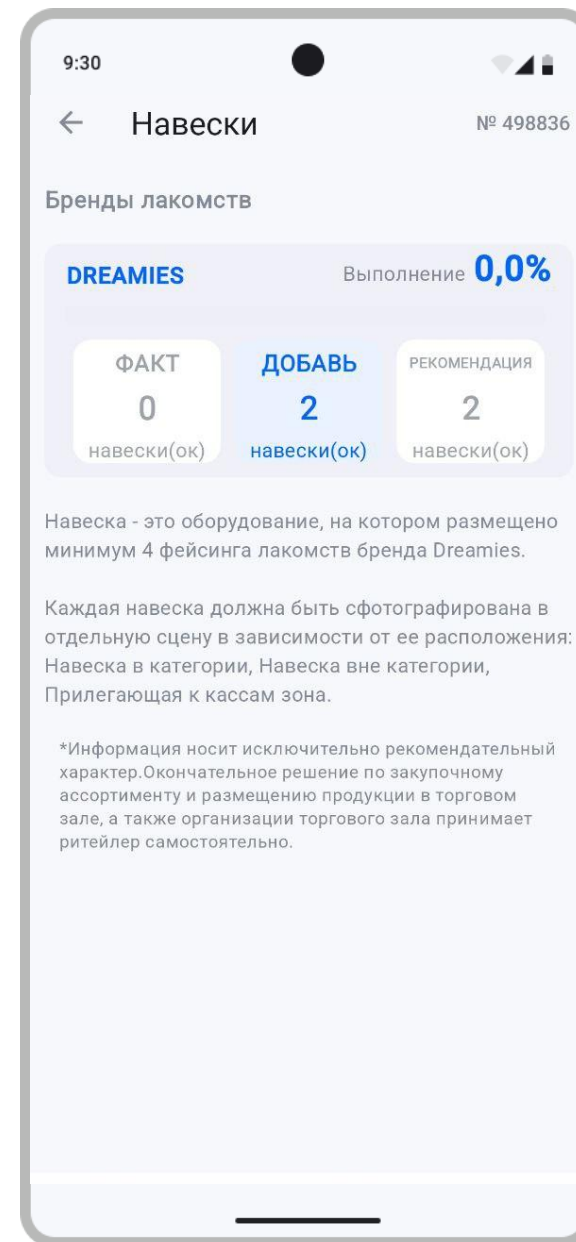 9:30
Навески
№ 498836
Бренды лакомств
DREAMIES
Выполнение 0,0%
ФАКТ
0
навески(ок)
ДОБАВЬ
2
навески(ок)
РЕКОМЕНДАЦИЯ
2
навески(ок)
Навеска - это оборудование, на котором размещено
минимум 4 фейсинга лакомств бренда Dreamies.
Каждая навеска должна быть сфотографирована в
отдельную сцену в зависимости от ее расположения:
Навеска в категории, Навеска вне категории,
Прилегающая к кассам зона.
*Информация носит исключительно рекомендательный
характер.Окончательное решение по закупочному
ассортименту и размещению продукции в торговом
зале, а также организации торгового зала принимает
ритейлер самостоятельно.